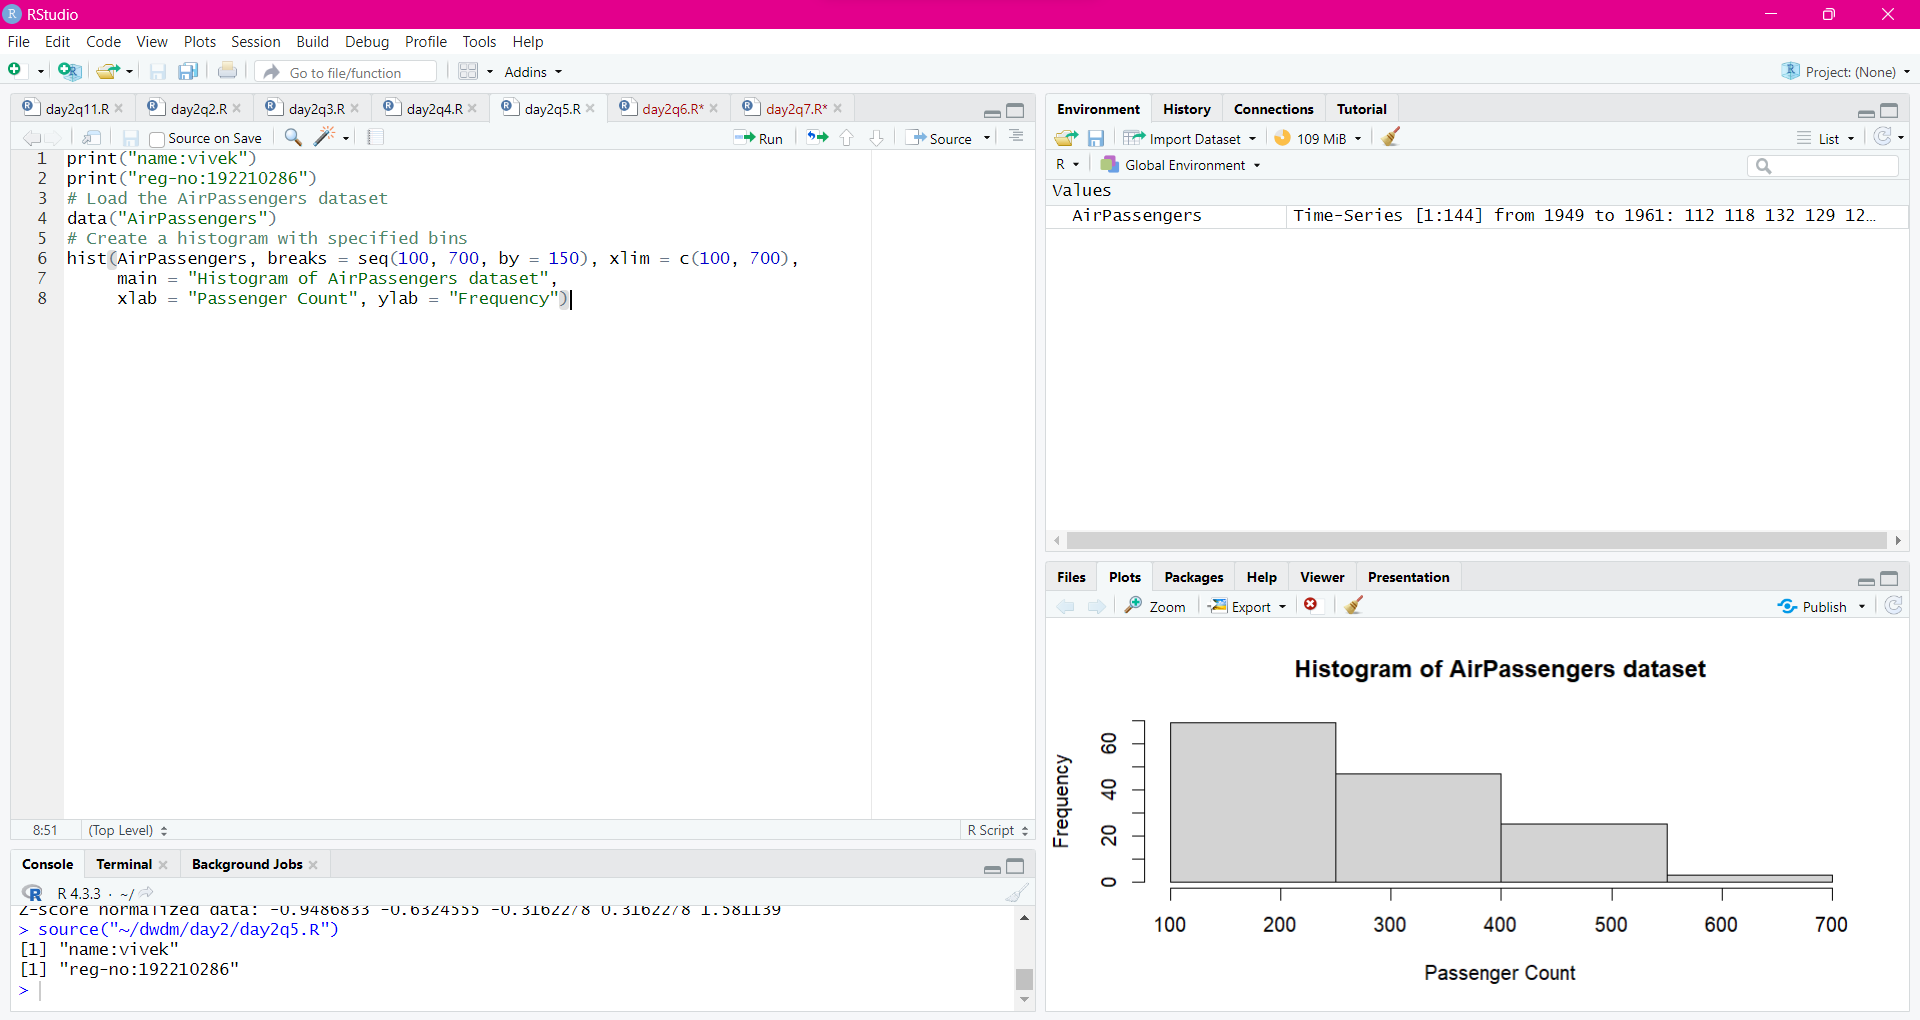 RStudio
File Edit Code View Plots Session Build Debug Profile Tools Help
Go to file/function Addins Project: (None)
day2q11.R day2q2.R day2q3.R day2q4.R day2q5.R day2q6.R* day2q7.R*
Source on Save Run Source
1 print("name:vivek")
2 print("reg-no:192210286")
3 # Load the AirPassengers dataset
4 data("AirPassengers")
5 # Create a histogram with specified bins
6 hist(AirPassengers, breaks = seq(100, 700, by = 150), xlim = c(100, 700),
7 main = "Histogram of AirPassengers dataset",
8 xlab = "Passenger Count", ylab = "Frequency")
8:51 (Top Level) R Script
Console Terminal Background Jobs
R 4.3.3 · ~/
Z-score normalized data: -0.9486833 -0.6324555 -0.3162278 0.3162278 1.581139
> source("~/dwdm/day2/day2q5.R")
[1] "name:vivek"
[1] "reg-no:192210286"
>
Environment History Connections Tutorial
Import Dataset 109 MiB List
R Global Environment
Values
AirPassengers Time-Series [1:144] from 1949 to 1961: 112 118 132 129 12...
Files Plots Packages Help Viewer Presentation
Zoom Export Publish
Histogram of AirPassengers dataset
Frequency
0 20 40 60
100 200 300 400 500 600 700
Passenger Count